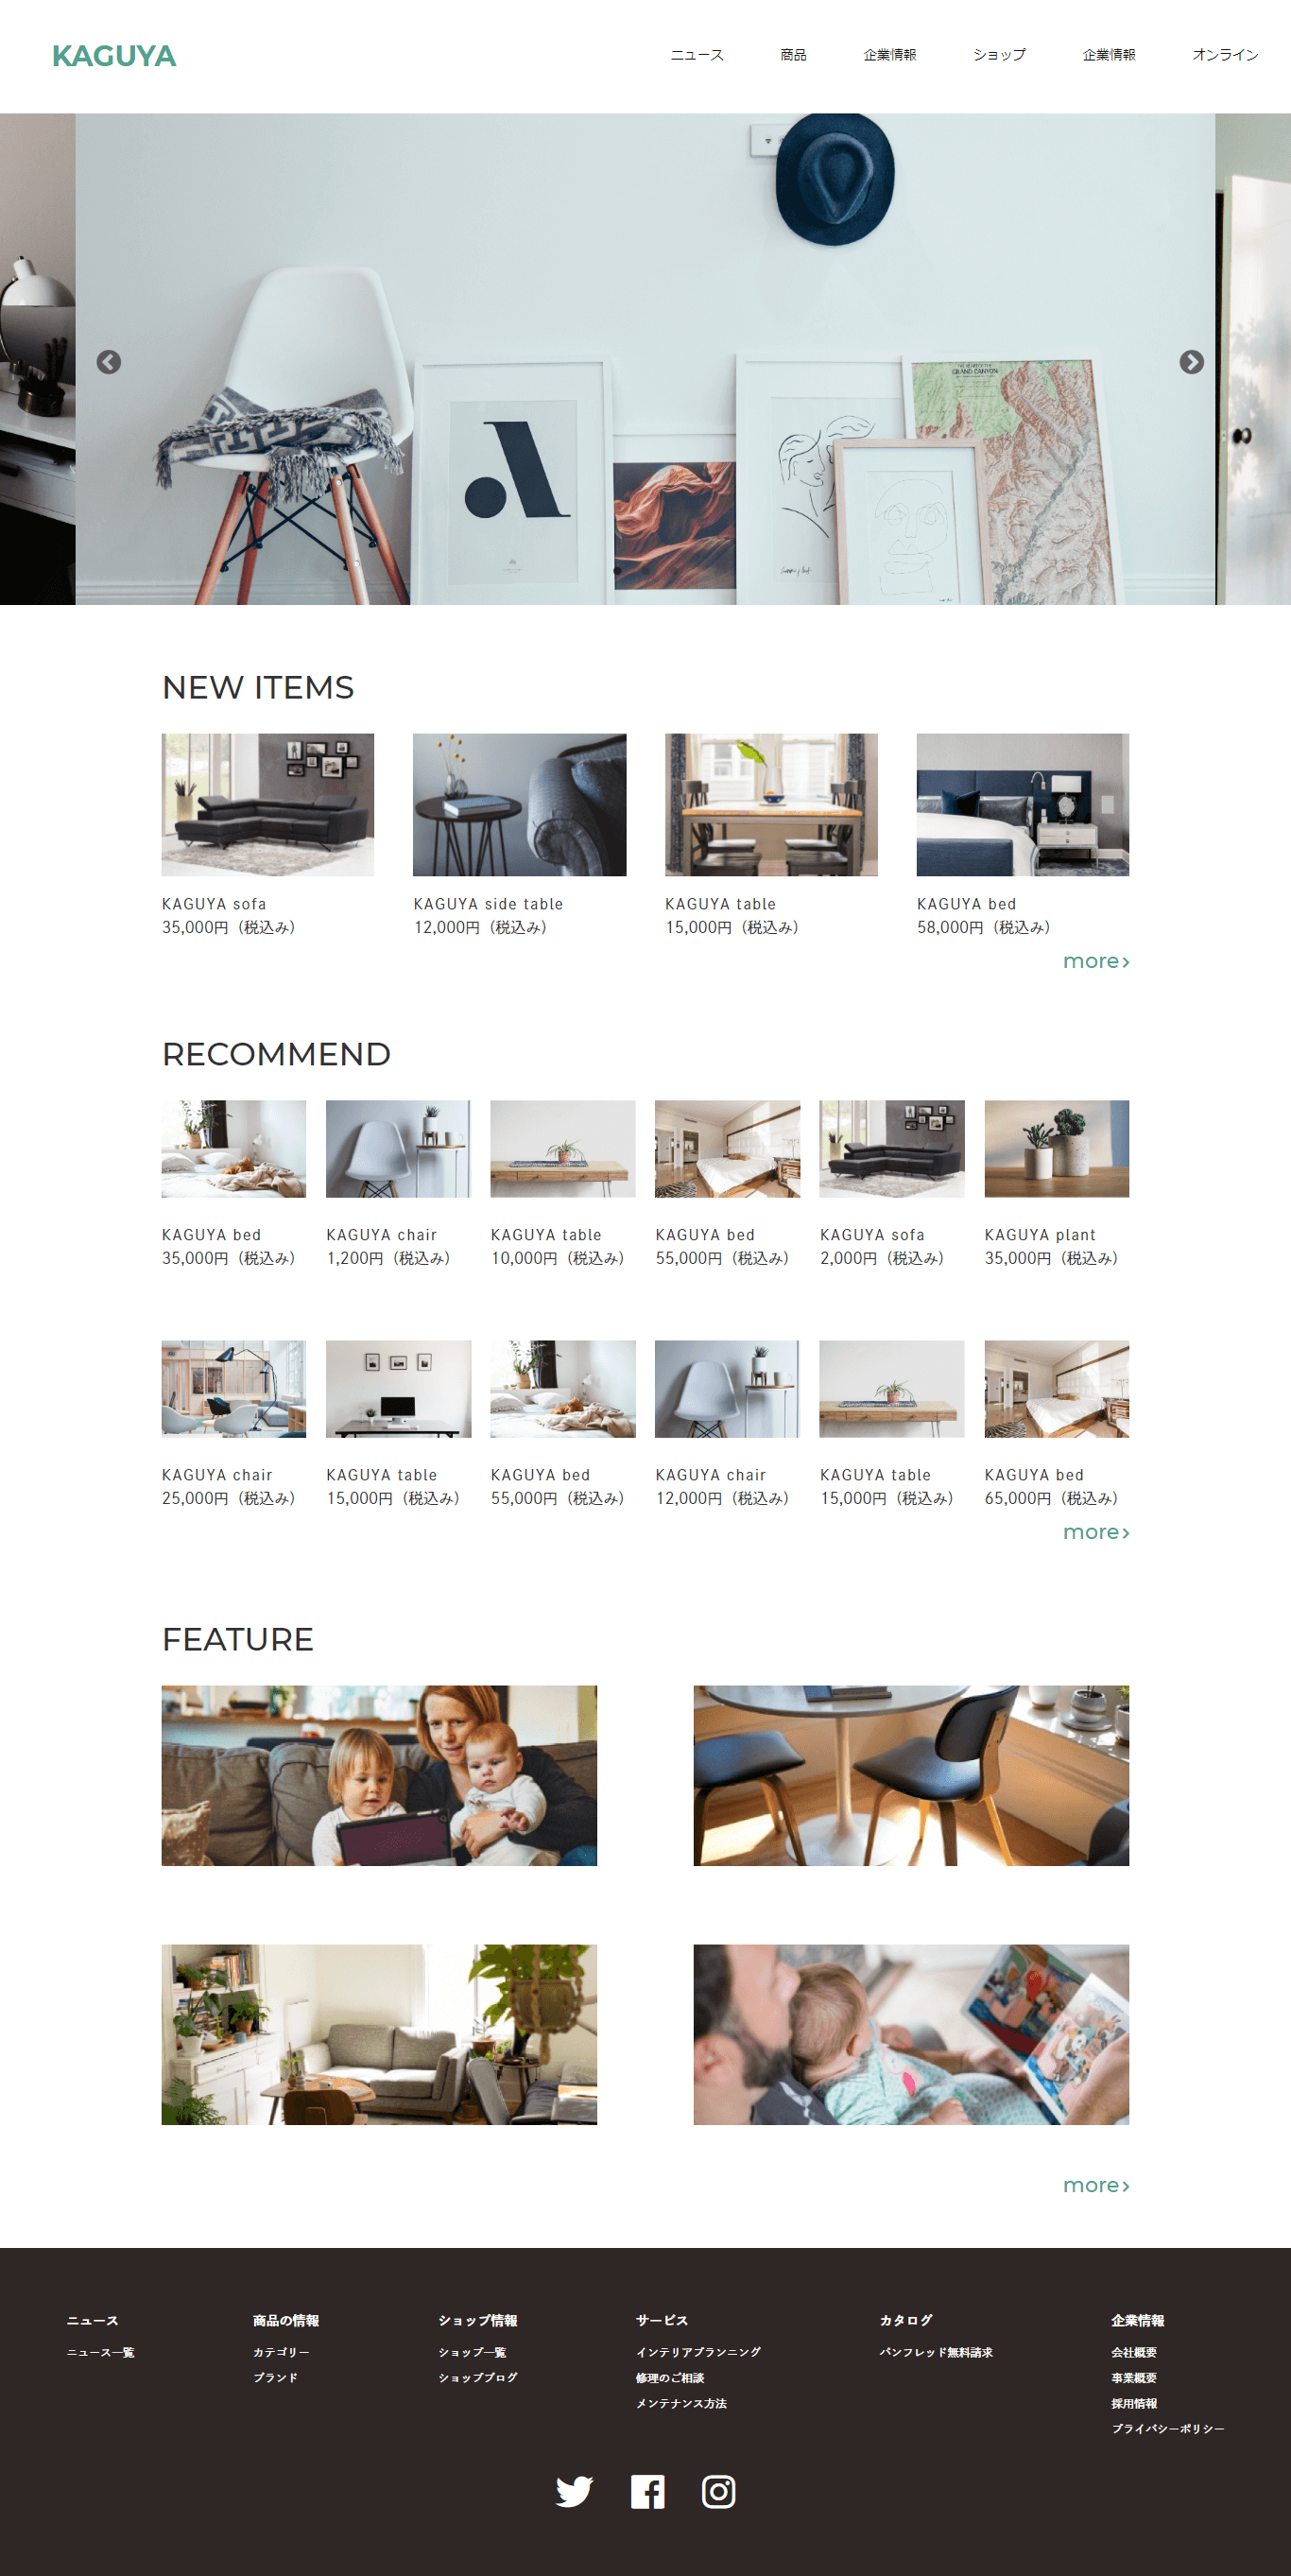 KAGUYA
ニュース 商品 企業情報 ショップ 企業情報 オンライン
GRAND CANYON
NEW ITEMS
KAGUYA sofa
35,000円（税込み）
KAGUYA side table
12,000円（税込み）
KAGUYA table
15,000円（税込み）
KAGUYA bed
58,000円（税込み）
more
RECOMMEND
KAGUYA bed
35,000円（税込み）
KAGUYA chair
1,200円（税込み）
KAGUYA table
10,000円（税込み）
KAGUYA bed
55,000円（税込み）
KAGUYA sofa
2,000円（税込み）
KAGUYA plant
35,000円（税込み）
KAGUYA chair
25,000円（税込み）
KAGUYA table
15,000円（税込み）
KAGUYA bed
55,000円（税込み）
KAGUYA chair
12,000円（税込み）
KAGUYA table
15,000円（税込み）
KAGUYA bed
65,000円（税込み）
more
FEATURE
more
ニュース
ニュース一覧
商品の情報
カテゴリー
ブランド
ショップ情報
ショップ一覧
ショップブログ
サービス
インテリアプランニング
修理のご相談
メンテナンス方法
カタログ
パンフレッド無料請求
企業情報
会社概要
事業概要
採用情報
プライバシーポリシー